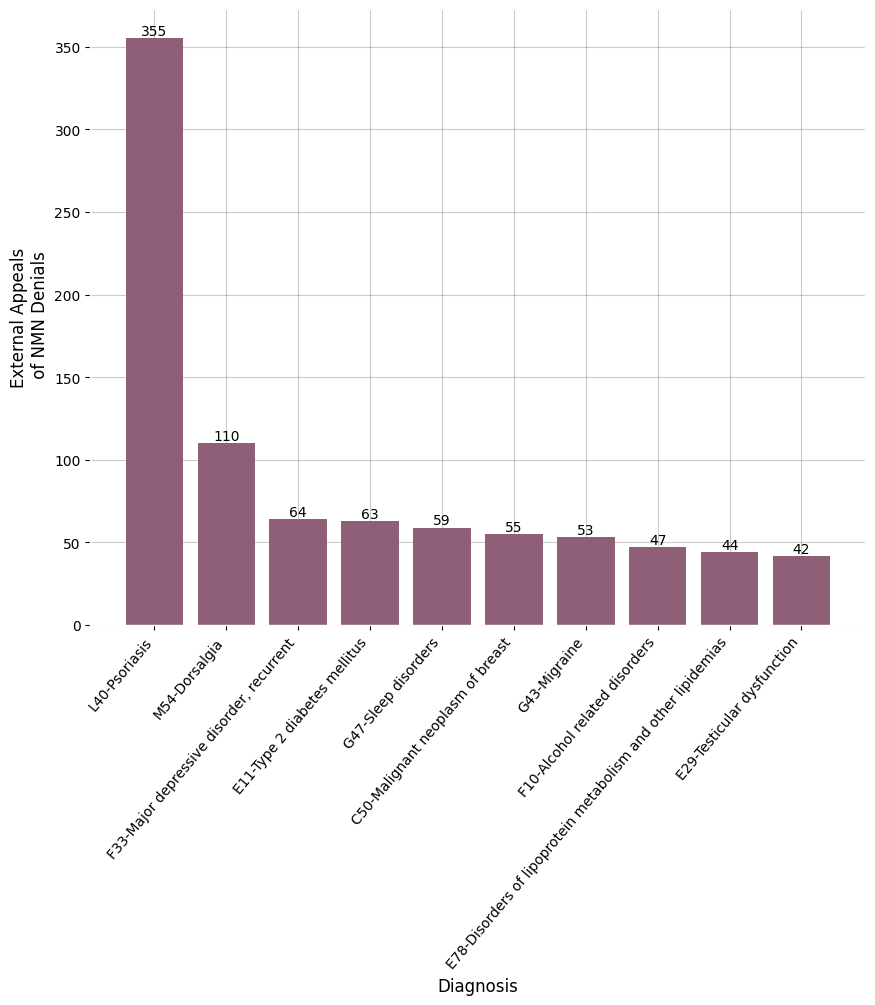 355
350
300
250
200
150
100
50
0
External Appeals
of NMN Denials
110
64
63
59
55
53
47
44
42
L40-Psoriasis
M54-Dorsalgia
F33-Major depressive disorder, recurrent
E11-Type 2 diabetes mellitus
G47-Sleep disorders
C50-Malignant neoplasm of breast
G43-Migraine
F10-Alcohol related disorders
E78-Disorders of lipoprotein metabolism and other lipidemias
E29-Testicular dysfunction
Diagnosis